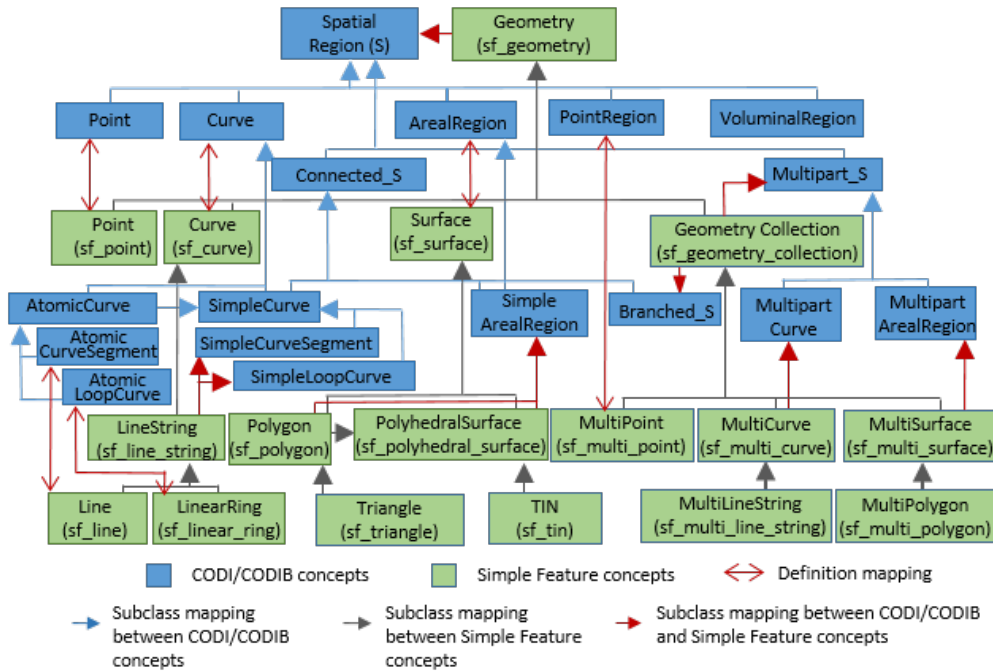 Spatial
Region (S)
Geometry
(sf_geometry)
Point
Curve
ArealRegion
PointRegion
VoluminalRegion
Connected_S
Multipart_S
Point
(sf_point)
Curve
(sf_curve)
Surface
(sf_surface)
Geometry Collection
(sf_geometry_collection)
AtomicCurve
SimpleCurve
Simple
ArealRegion
Branched_S
Multipart
Curve
Multipart
ArealRegion
Atomic
CurveSegment
SimpleCurveSegment
Atomic
LoopCurve
SimpleLoopCurve
LineString
(sf_line_string)
Polygon
(sf_polygon)
PolyhedralSurface
(sf_polyhedral_surface)
MultiPoint
(sf_multi_point)
MultiCurve
(sf_multi_curve)
MultiSurface
(sf_multi_surface)
Line
(sf_line)
LinearRing
(sf_linear_ring)
Triangle
(sf_triangle)
TIN
(sf_tin)
MultiLineString
(sf_multi_line_string)
MultiPolygon
(sf_multi_polygon)
CODI/CODIB concepts
Simple Feature concepts
Definition mapping
Subclass mapping
between CODI/CODIB
concepts
Subclass mapping
between Simple Feature
concepts
Subclass mapping between CODI/CODIB
and Simple Feature concepts